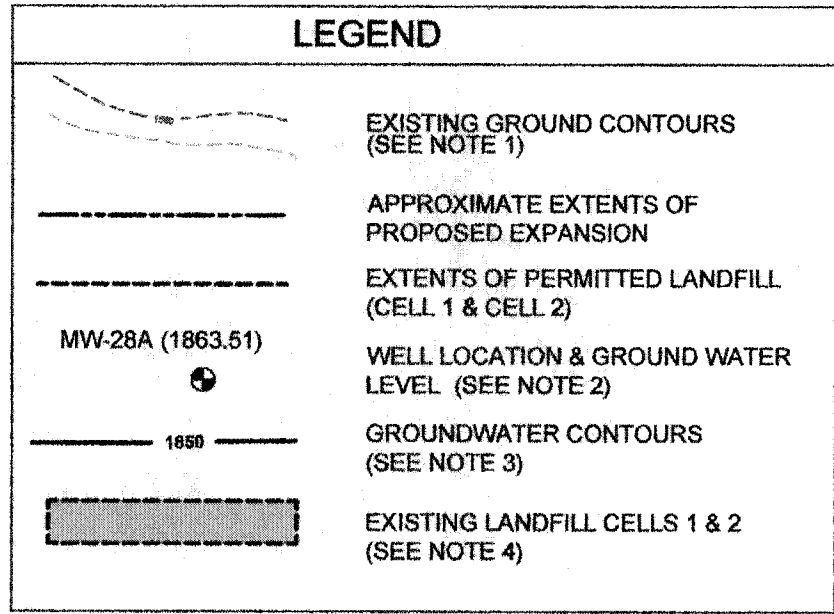 LEGEND
EXISTING GROUND CONTOURS
(SEE NOTE 1)
APPROXIMATE EXTENTS OF
PROPOSED EXPANSION
EXTENTS OF PERMITTED LANDFILL
(CELL 1 & CELL 2)
MW-28A (1863.51)
WELL LOCATION & GROUND WATER
LEVEL (SEE NOTE 2)
1850
GROUNDWATER CONTOURS
(SEE NOTE 3)
EXISTING LANDFILL CELLS 1 & 2
(SEE NOTE 4)